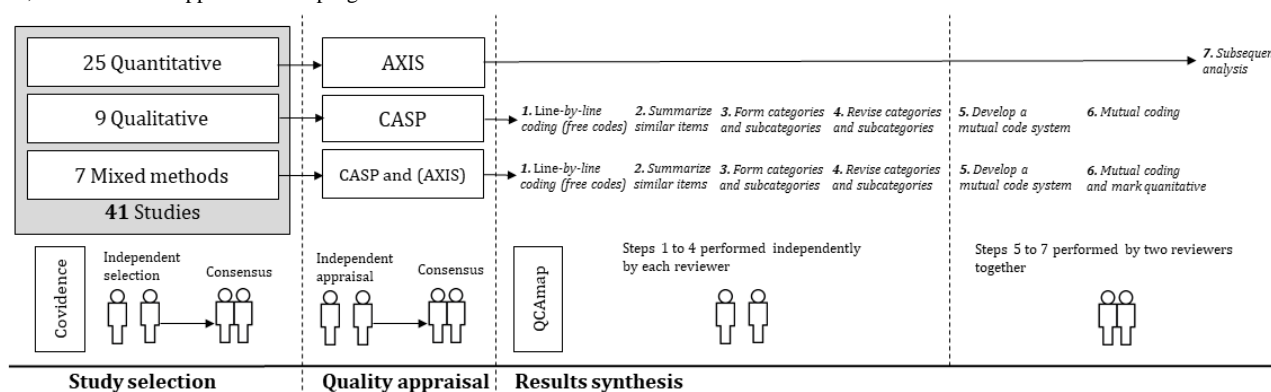 25 Quantitative
AXIS
7. Subsequen
analysis
9 Qualitative
CASP
1. Line-by-line
coding (free codes)
2. Summarize
similar items
3. Form categories
and subcategories
4. Revise categories
and subcategories
5. Develop a
mutual code system
6. Mutual coding
7 Mixed methods
CASP and (AXIS)
1. Line-by-line
coding (free codes)
2. Summarize
similar items
3. Form categories
and subcategories
4. Revise categories
and subcategories
5. Develop a
mutual code system
6. Mutual coding
and mark quanitative
41 Studies
Covidence
Independent
selection
Consensus
Independent
appraisal
Consensus
QCAmap
Steps 1 to 4 performed independently
by each reviewer
Steps 5 to 7 performed by two reviewers
together
Study selection
Quality appraisal
Results synthesis